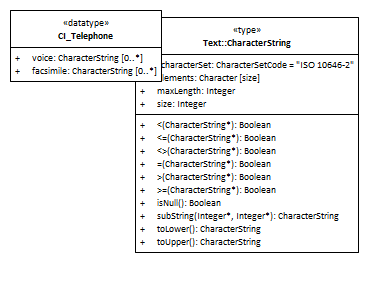 «datatype»
CI_Telephone
+ voice: CharacterString [0..*]
+ facsimile: CharacterString [0..*]
«type»
Text::CharacterString
characterSet: CharacterSetCode = "ISO 10646-2"
elements: Character [size]
+ maxLength: Integer
+ size: Integer
+ <(CharacterString*): Boolean
+ <=(CharacterString*): Boolean
+ <>(CharacterString*): Boolean
+ =(CharacterString*): Boolean
+ >(CharacterString*): Boolean
+ >=(CharacterString*): Boolean
+ isNull(): Boolean
+ subString(Integer*, Integer*): CharacterString
+ toLower(): CharacterString
+ toUpper(): CharacterString